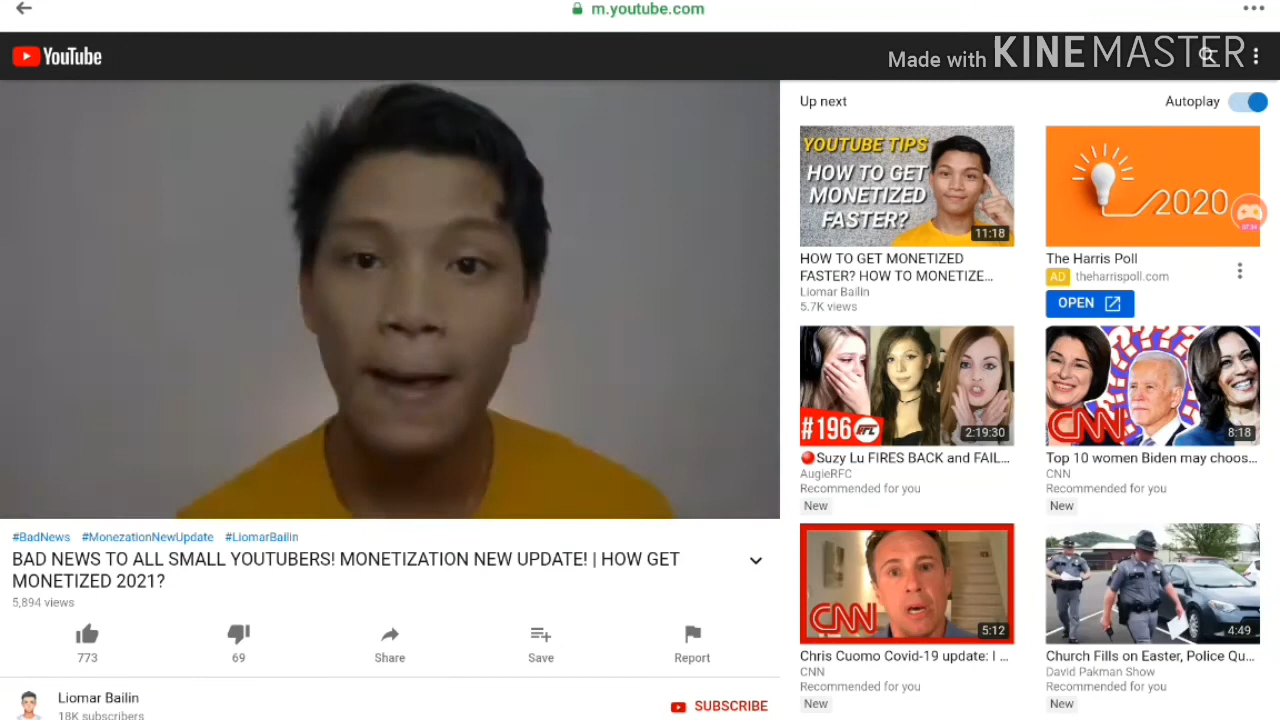 m.youtube.com
YouTube
Made with KINEMASTER
Up next
Autoplay
YOUTUBE TIPS
HOW TO GET
MONETIZED
FASTER?
11:18
HOW TO GET MONETIZED
FASTER? HOW TO MONETIZE...
Liomar Bailin
5.7K views
2020
The Harris Poll
AD theharrispoll.com
OPEN
#196 RFC
2:19:30
🔴Suzy Lu FIRES BACK and FAIL...
AugieRFC
Recommended for you
New
CNN
8:18
Top 10 women Biden may choos...
CNN
Recommended for you
New
CNN
5:12
Chris Cuomo Covid-19 update: I ...
CNN
Recommended for you
New
4:49
Church Fills on Easter, Police Qu...
David Pakman Show
Recommended for you
New
#BadNews #MonezationNewUpdate #LiomarBailin
BAD NEWS TO ALL SMALL YOUTUBERS! MONETIZATION NEW UPDATE! | HOW GET
MONETIZED 2021?
5,894 views
773
69
Share
Save
Report
Liomar Bailin
18K subscribers
SUBSCRIBE